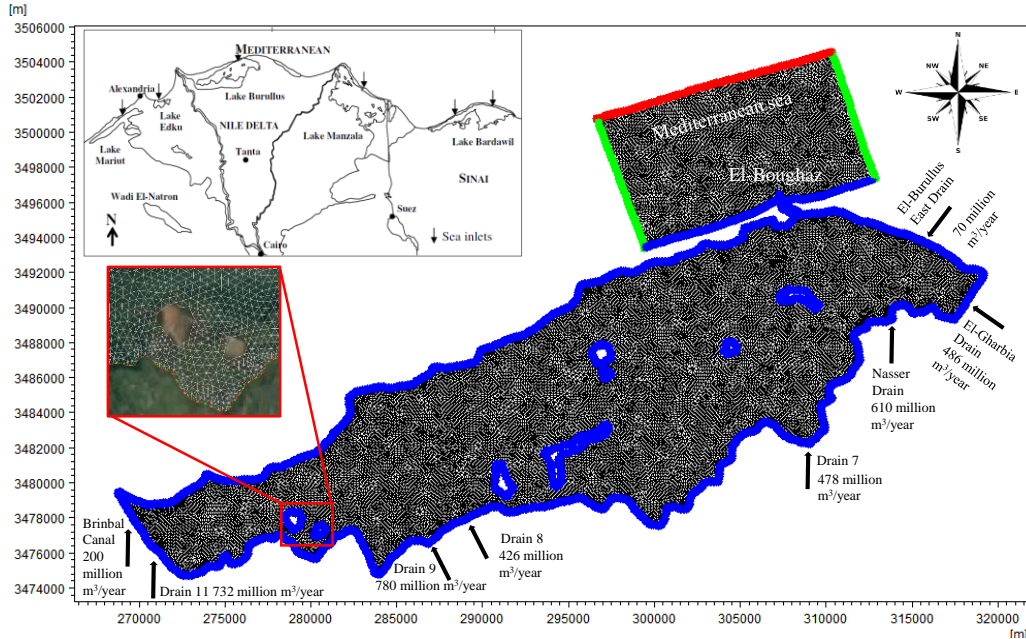 [m]
3506000
3504000
3502000
3500000
3498000
3496000
3494000
3492000
3490000
3488000
3486000
3484000
3482000
3480000
3478000
3476000
3474000
MEDITERRANEAN
Alexandria
Lake Burullus
Lake
Edku
NILE DELTA
Lake Manzala
Lake
Mariut
Tanta
Lake Bardawil
SINAI
Wadi El-Natron
Suez
N
Sea inlets
Cairo
Mediterranean sea
El-Boughaz
N
NW
NE
W
E
SW
SE
S
El-Burullus
East Drain
70 million
m³/year
El-Gharbia
Drain
486 million
m³/year
Nasser
Drain
610 million
m³/year
Drain 7
478 million
m³/year
Drain 8
426 million
m³/year
Drain 9
780 million m³/year
Brinbal
Canal
200
million
m³/year
Drain 11 732 million m³/year
270000
275000
280000
285000
290000
295000
300000
305000
310000
315000
320000
[m]